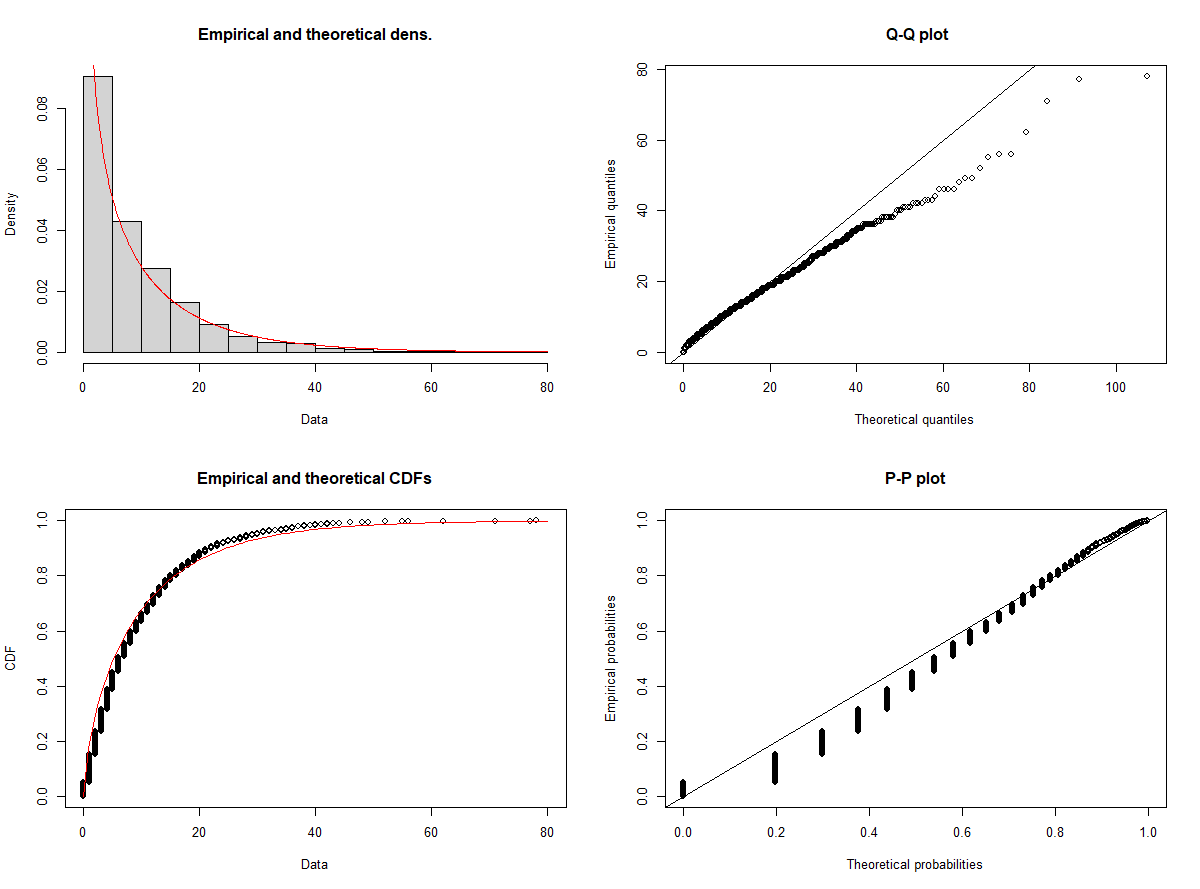 Empirical and theoretical dens.
Density
0.00 0.02 0.04 0.06 0.08
0 20 40 60 80
Data
Q-Q plot
Empirical quantiles
0 20 40 60 80
0 20 40 60 80 100
Theoretical quantiles
Empirical and theoretical CDFs
CDF
0.0 0.2 0.4 0.6 0.8 1.0
0 20 40 60 80
Data
P-P plot
Empirical probabilities
0.0 0.2 0.4 0.6 0.8 1.0
0.0 0.2 0.4 0.6 0.8 1.0
Theoretical probabilities